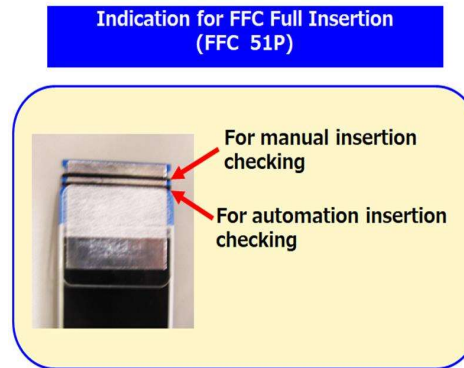 Indication for FFC Full Insertion
(FFC 51P)
For manual insertion
checking
For automation insertion
checking